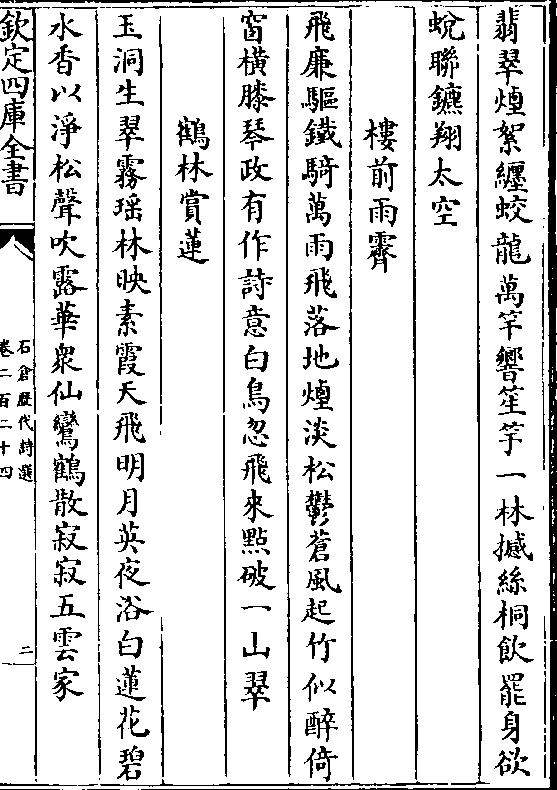 翡翠煙絮纒蛟龍萬竿響笙竽一林撼絲桐飲罷身欲
蛻聯鑣翔太空
樓前雨霽
飛廉驅鐵騎萬雨飛落地煙淡松鬱蒼風起竹似醉倚
窗橫膝琴政有作詩意白鳥忽飛來點破一山翠
鶴林賞蓮
玉洞生翠霧瑶林映素霞天飛明月英夜浴白蓮花碧
水香以淨松聲吹露華衆仙鸞鶴散寂寂五雲家
欽定四庫全書
石倉歷代詩選
卷二百二十四
二